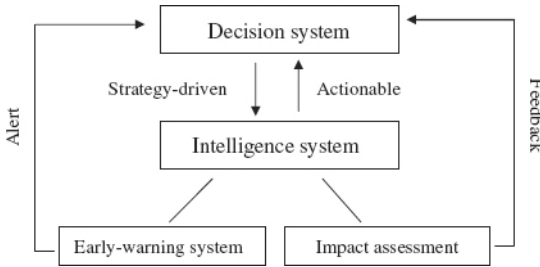 Decision system
Strategy-driven
Actionable
Alert
Feedback
Intelligence system
Early-warning system
Impact assessment